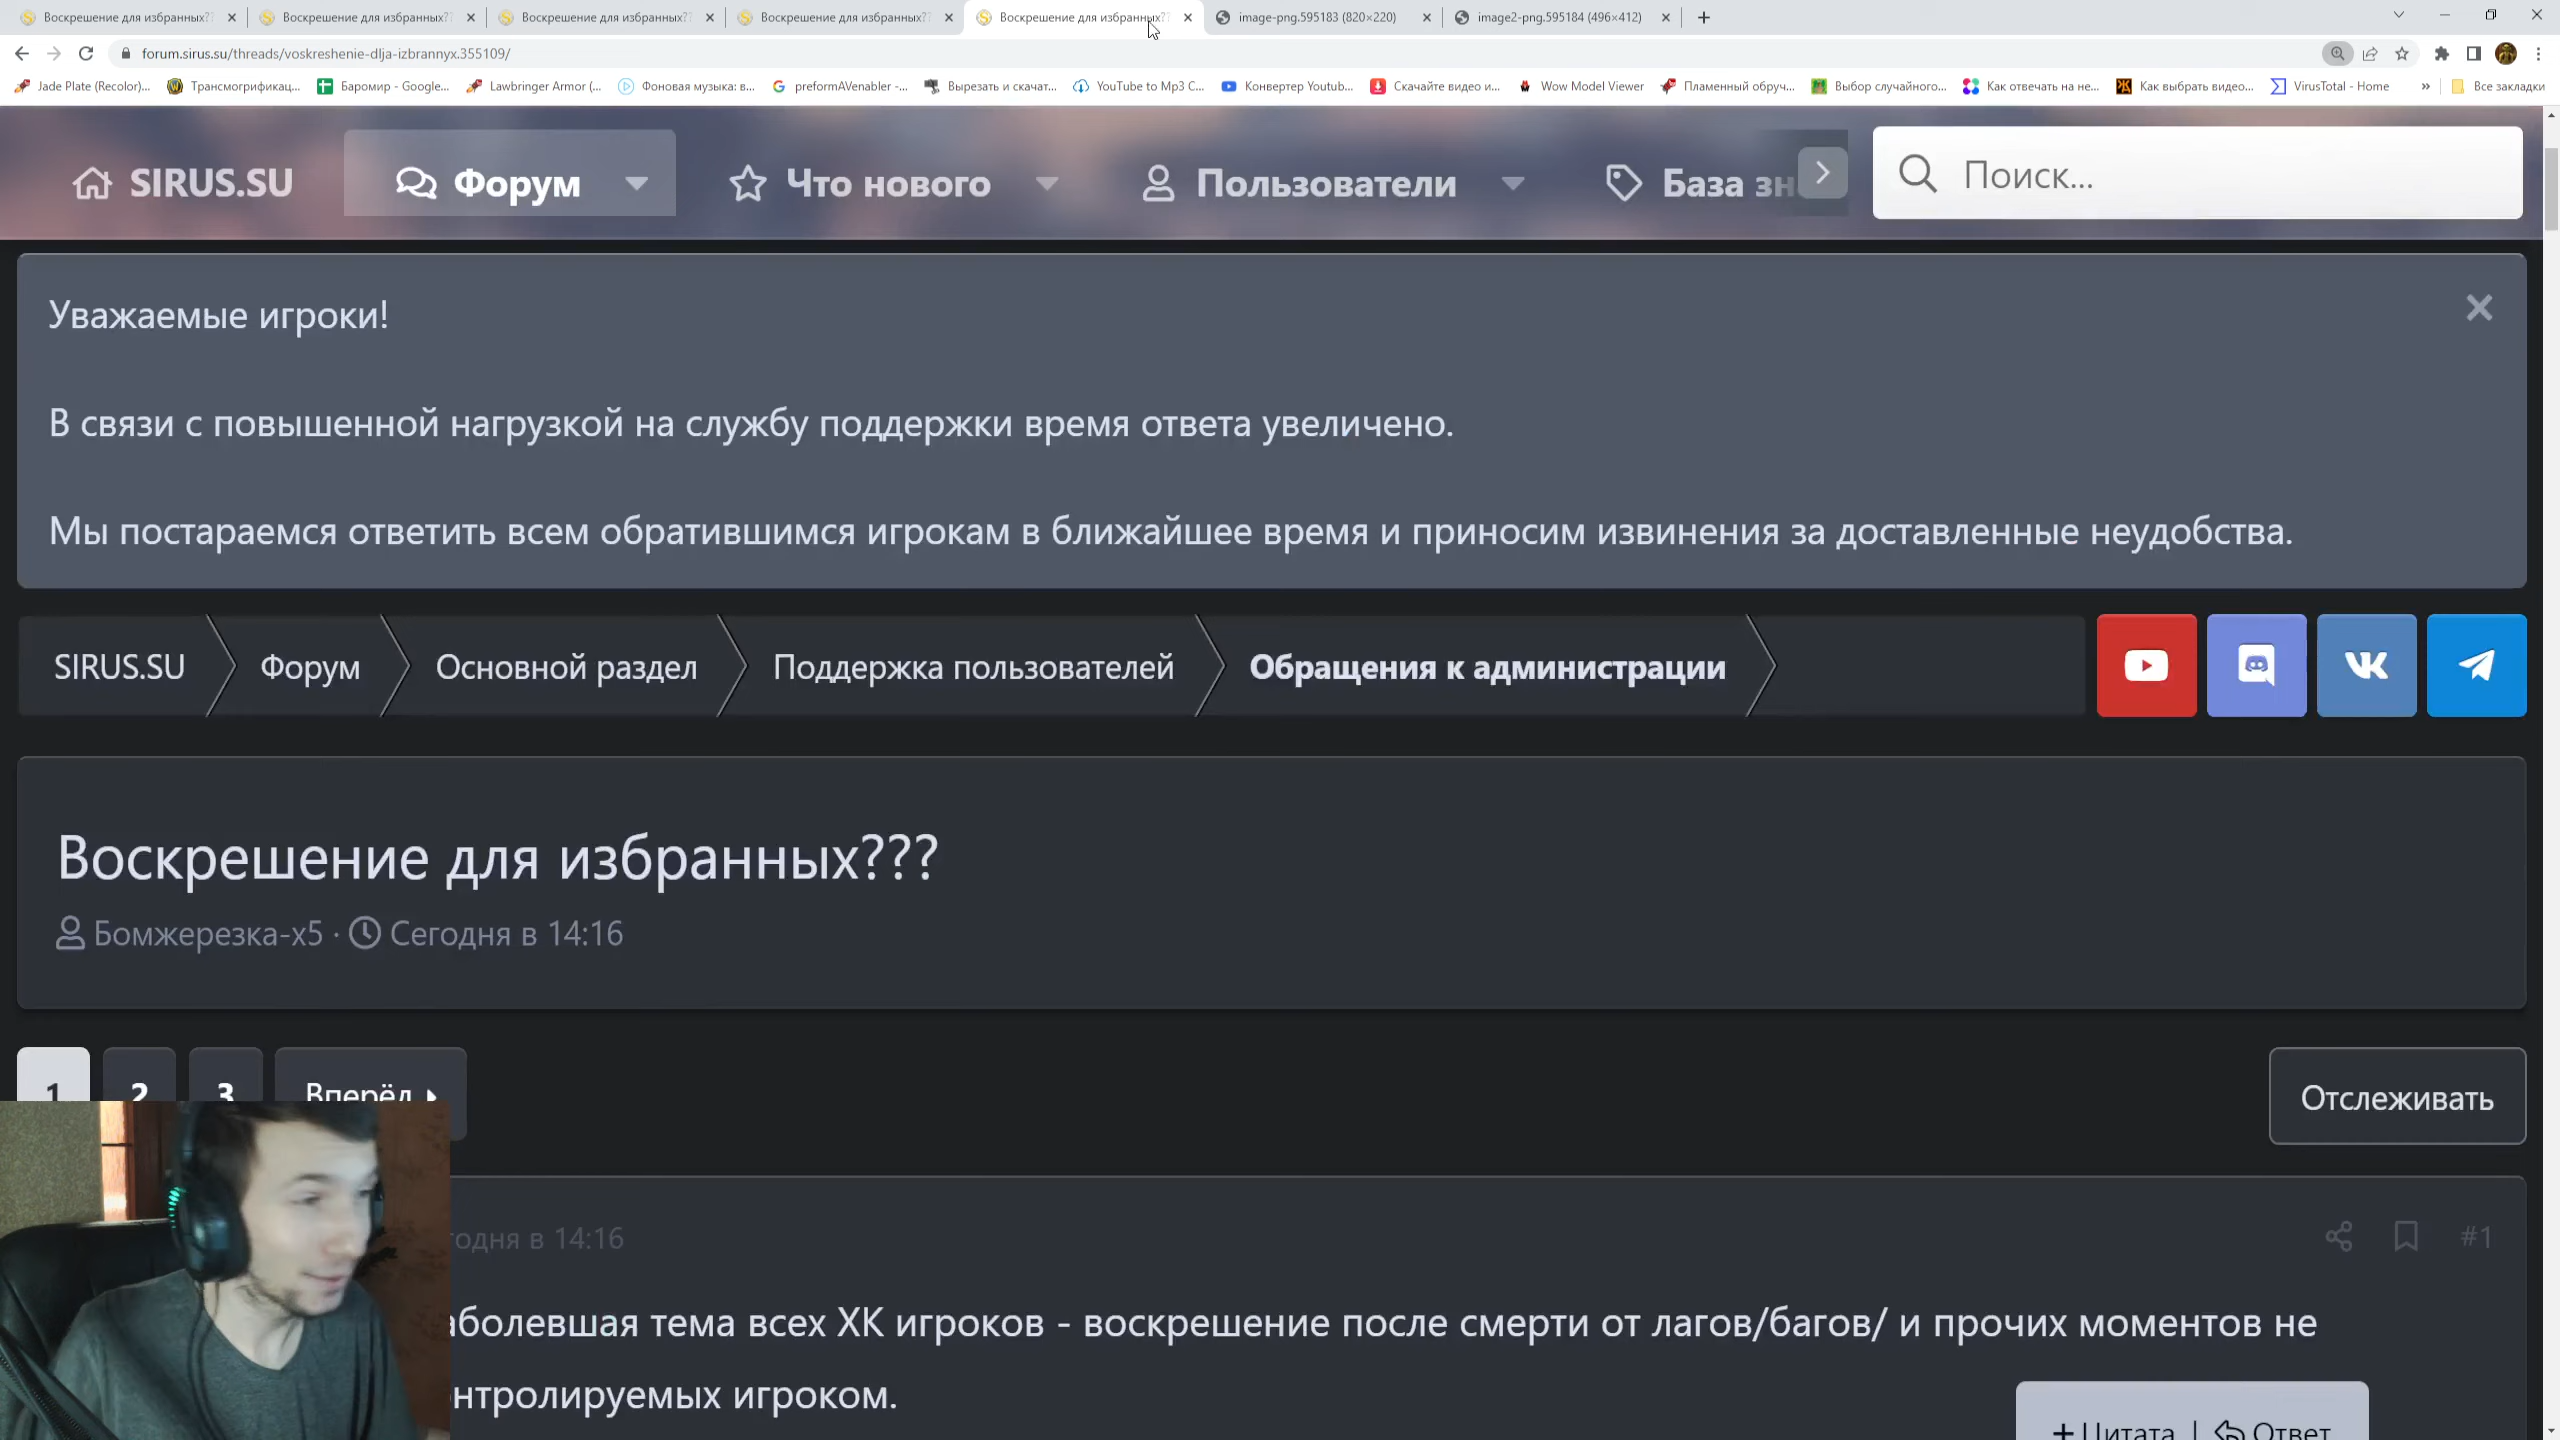 Воскрешение для избранных??
Воскрешение для избранных??
Воскрешение для избранных??
Воскрешение для избранных??
Воскрешение для избранных??
image-png.595183 (820×220)
image2-png.595184 (496×412)
forum.sirus.su/threads/voskreshenie-dlja-izbrannyx.355109/
Jade Plate (Recolor)...
Трансмогрификац...
Баромир - Google...
Lawbringer Armor (...
Фоновая музыка: в...
preformAVenabler -...
Вырезать и скачат...
YouTube to Mp3 C...
Конвертер Youtub...
Скачайте видео и...
Wow Model Viewer
Пламенный обруч...
Выбор случайного...
Как отвечать на не...
Как выбрать видео...
VirusTotal - Home
»
Все закладки
SIRUS.SU
Форум
Что нового
Пользователи
База зн
Поиск...
Уважаемые игроки!
В связи с повышенной нагрузкой на службу поддержки время ответа увеличено.
Мы постараемся ответить всем обратившимся игрокам в ближайшее время и приносим извинения за доставленные неудобства.
SIRUS.SU
Форум
Основной раздел
Поддержка пользователей
Обращения к администрации
Воскрешение для избранных???
Бомжерезка-x5 · Сегодня в 14:16
1
2
3
Вперёд
Отслеживать
годня в 14:16
#1
аболевшая тема всех ХК игроков - воскрешение после смерти от лагов/багов/ и прочих моментов не
нтролируемых игроком.
+ Цитата | Ответ